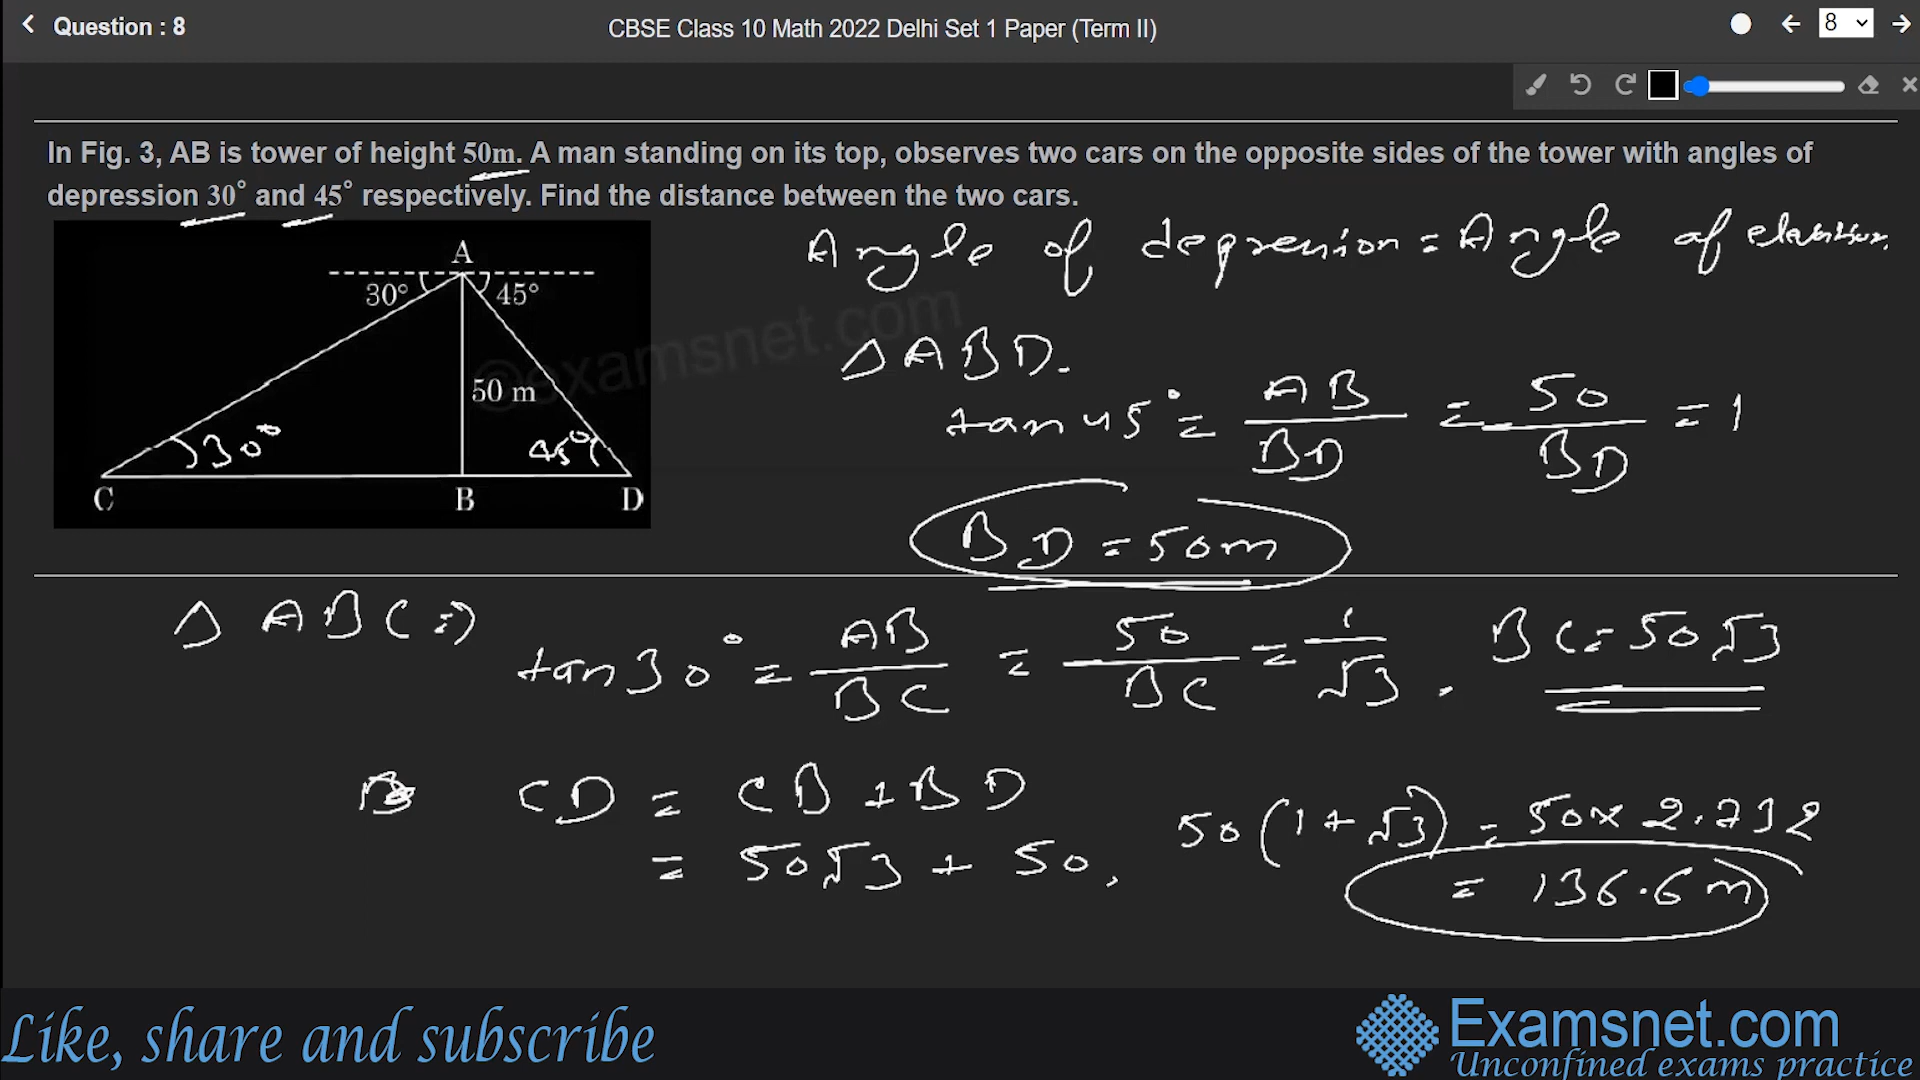 Question : 8
CBSE Class 10 Math 2022 Delhi Set 1 Paper (Term II)
8
In Fig. 3, AB is tower of height 50m. A man standing on its top, observes two cars on the opposite sides of the tower with angles of
depression 30° and 45° respectively. Find the distance between the two cars.
Angle of depression = Angle of elevation.
A
30° 45°
©examsnet.com
50 m
30° 45°
C B D
Δ ABD.
tan 45° = AB/BD = 50/BD = 1
BD = 50m
Δ ABC :⇒
tan 30° = AB/BC = 50/BC = 1/√3 . BC = 50√3
CD = CB + BD
= 50√3 + 50,
50(1+√3) = 50 × 2.732
= 136.6 m
Like, share and subscribe
Examsnet.com
Unconfined exams practice